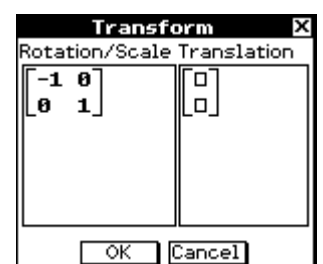 Transform X
Rotation/Scale Translation
[-1 0] [□]
[0 1] [□]
OK Cancel